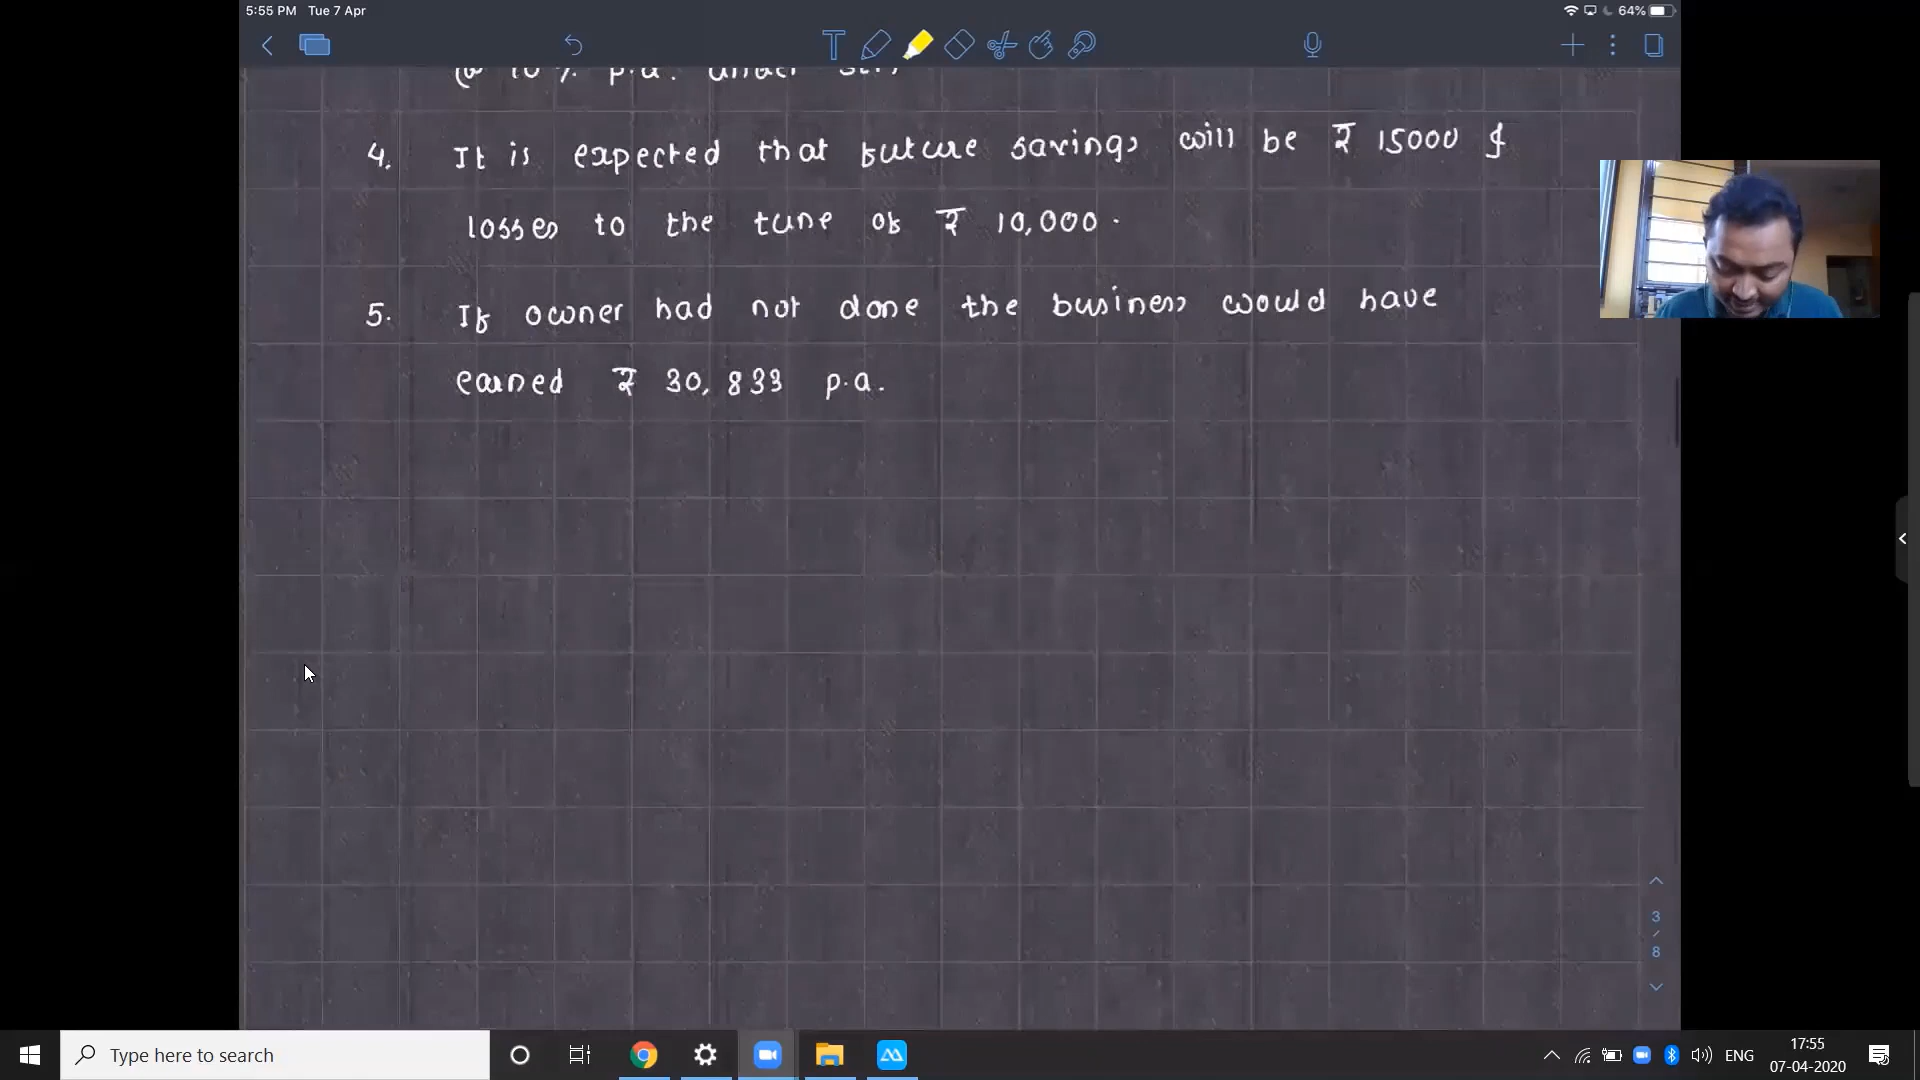 5:55 PM Tue 7 Apr
64%
@ 10% p.a. under
4. It is expected that future savings will be ₹ 15000 &
losses to the tune of ₹ 10,000.
5. If owner had not done the business would have
earned ₹ 30,833 p.a.
3
/
8
Type here to search
ENG
17:55
07-04-2020